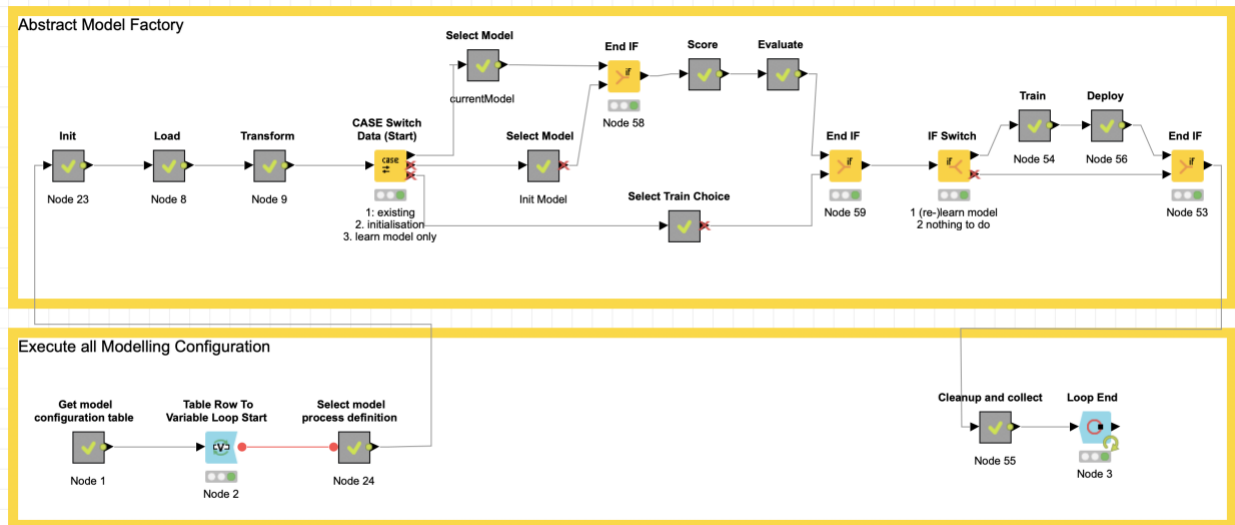 Abstract Model Factory
Select Model
currentModel
End IF
Node 58
Score
Evaluate
Init
Node 23
Load
Node 8
Transform
Node 9
CASE Switch
Data (Start)
case
1: existing
2. initialisation
3. learn model only
Select Model
Init Model
Select Train Choice
End IF
Node 59
IF Switch
1 (re-)learn model
2 nothing to do
Train
Node 54
Deploy
Node 56
End IF
Node 53
Execute all Modelling Configuration
Get model
configuration table
Node 1
Table Row To
Variable Loop Start
Node 2
Select model
process definition
Node 24
Cleanup and collect
Node 55
Loop End
Node 3